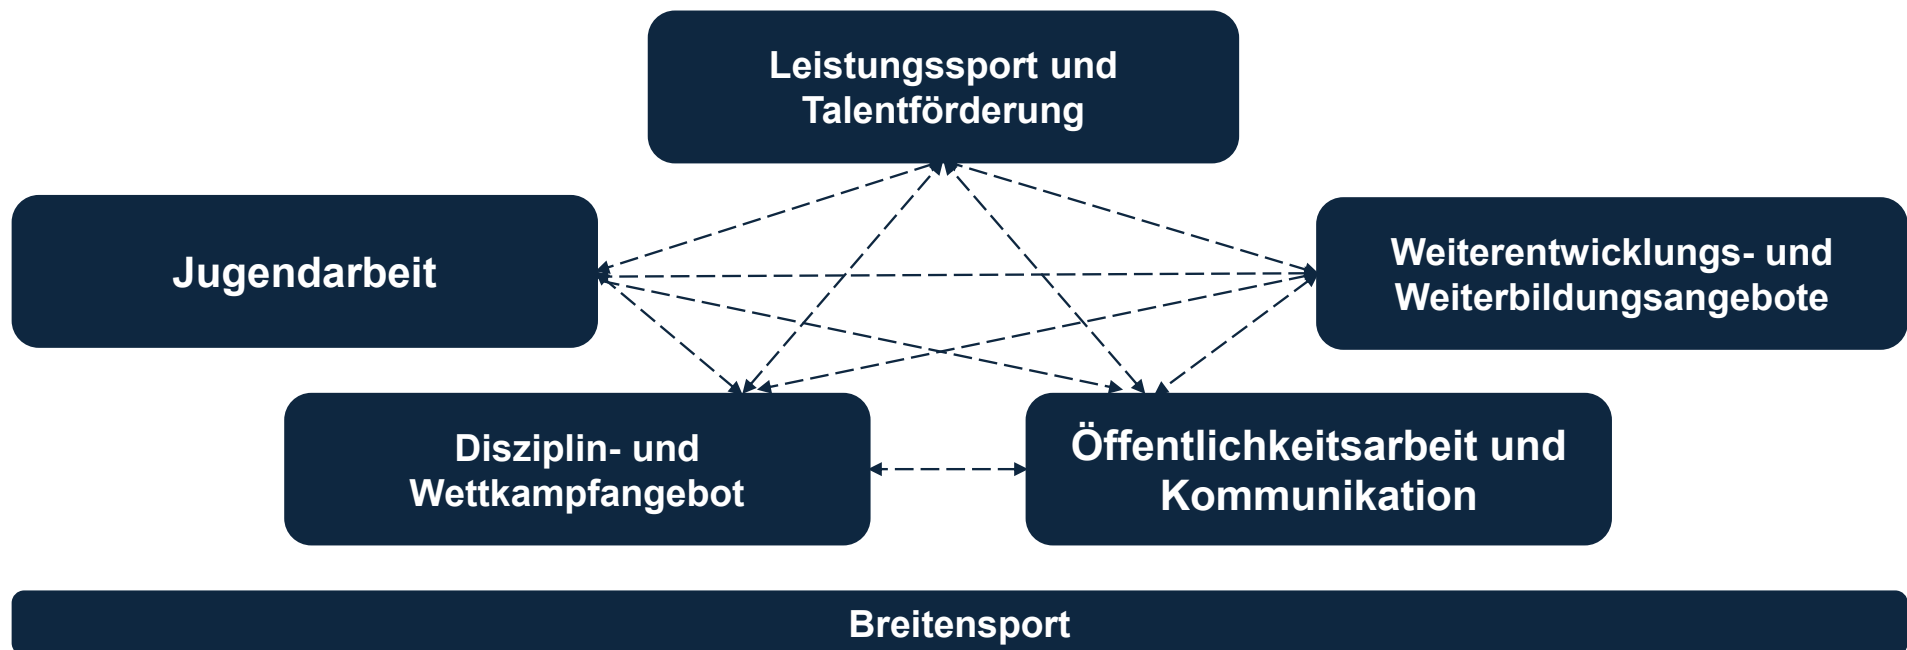 Leistungssport und
Talentförderung
Jugendarbeit
Weiterentwicklungs- und
Weiterbildungsangebote
Disziplin- und
Wettkampfangebot
Öffentlichkeitsarbeit und
Kommunikation
Breitensport